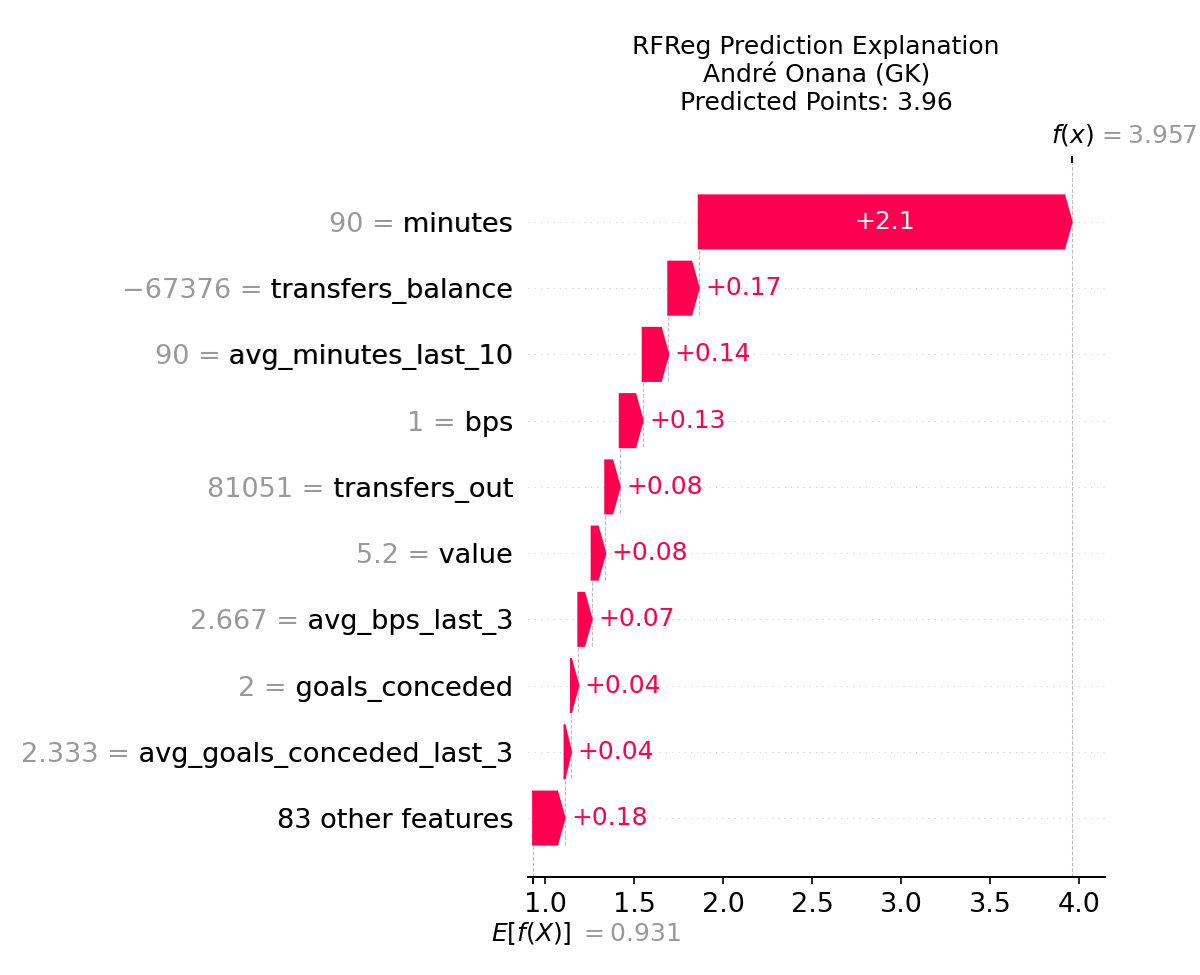 RFReg Prediction Explanation
André Onana (GK)
Predicted Points: 3.96
f(x) = 3.957
90 = minutes +2.1
−67376 = transfers_balance +0.17
90 = avg_minutes_last_10 +0.14
1 = bps +0.13
81051 = transfers_out +0.08
5.2 = value +0.08
2.667 = avg_bps_last_3 +0.07
2 = goals_conceded +0.04
2.333 = avg_goals_conceded_last_3 +0.04
83 other features +0.18
1.0 1.5 2.0 2.5 3.0 3.5 4.0
E[f(X)] = 0.931